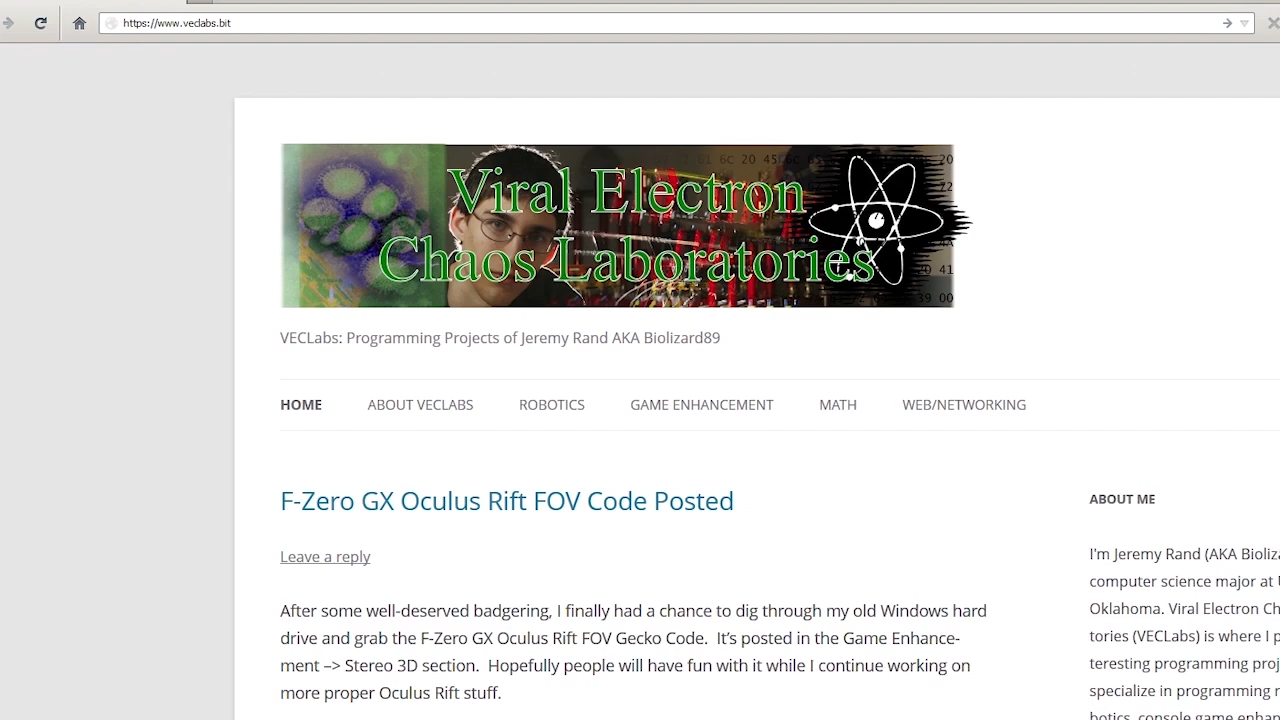 https://www.veclabs.bit
Viral Electron
Chaos Laboratories
VECLabs: Programming Projects of Jeremy Rand AKA Biolizard89
HOME ABOUT VECLABS ROBOTICS GAME ENHANCEMENT MATH WEB/NETWORKING
F-Zero GX Oculus Rift FOV Code Posted
Leave a reply
After some well-deserved badgering, I finally had a chance to dig through my old Windows hard
drive and grab the F-Zero GX Oculus Rift FOV Gecko Code. It’s posted in the Game Enhance-
ment –> Stereo 3D section. Hopefully people will have fun with it while I continue working on
more proper Oculus Rift stuff.
ABOUT ME
I'm Jeremy Rand (AKA Bioliz
computer science major at
Oklahoma. Viral Electron Ch
tories (VECLabs) is where I p
teresting programming proj
specialize in programming r
botics, console game enhan